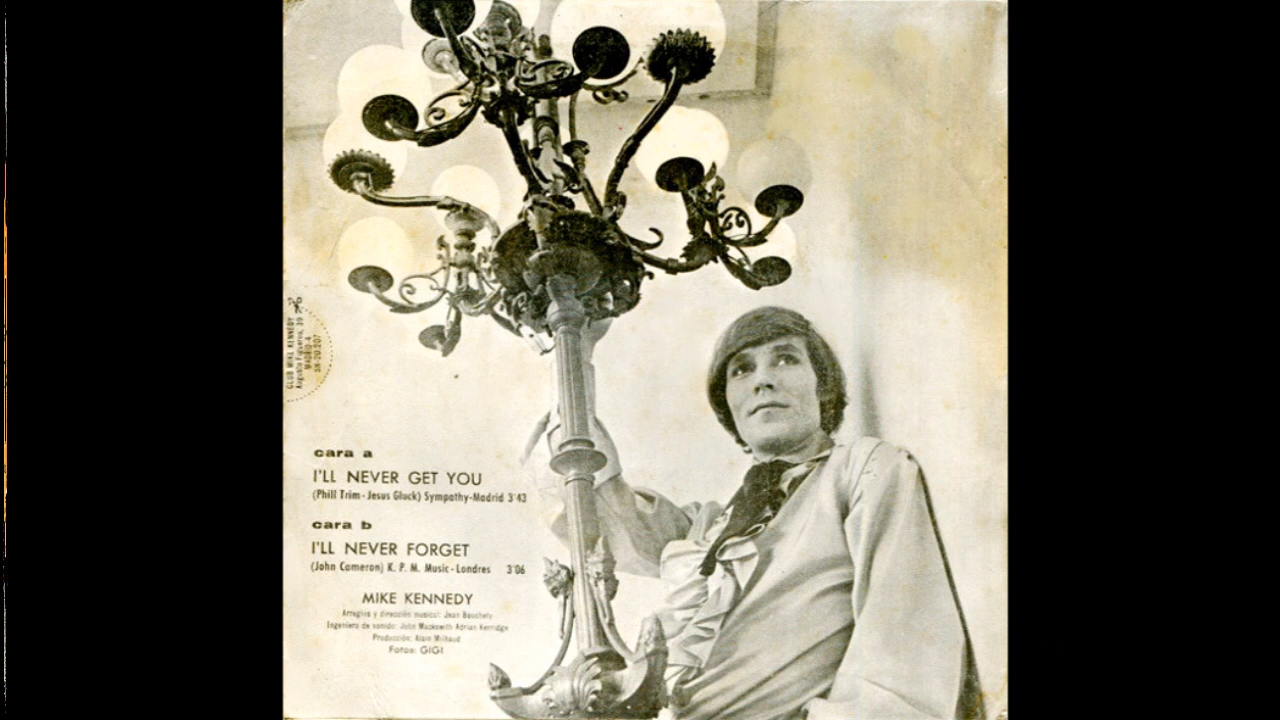 CLUB MIKE KENNEDY
Augusto Figueroa, 39
MADRID-4
cara a
I'LL NEVER GET YOU
(Phill Trim - Jesus Gluck) Sympathy-Madrid 3'43
cara b
I'LL NEVER FORGET
(John Cameron) K. P. M. Music - Londres 3'06
MIKE KENNEDY
Arreglos y dirección musical: Jean Bouchety
Ingeniero de sonido: John Mackswith Adrian Kerridge
Producción: Alain Milhaud
Fotos: GIGI